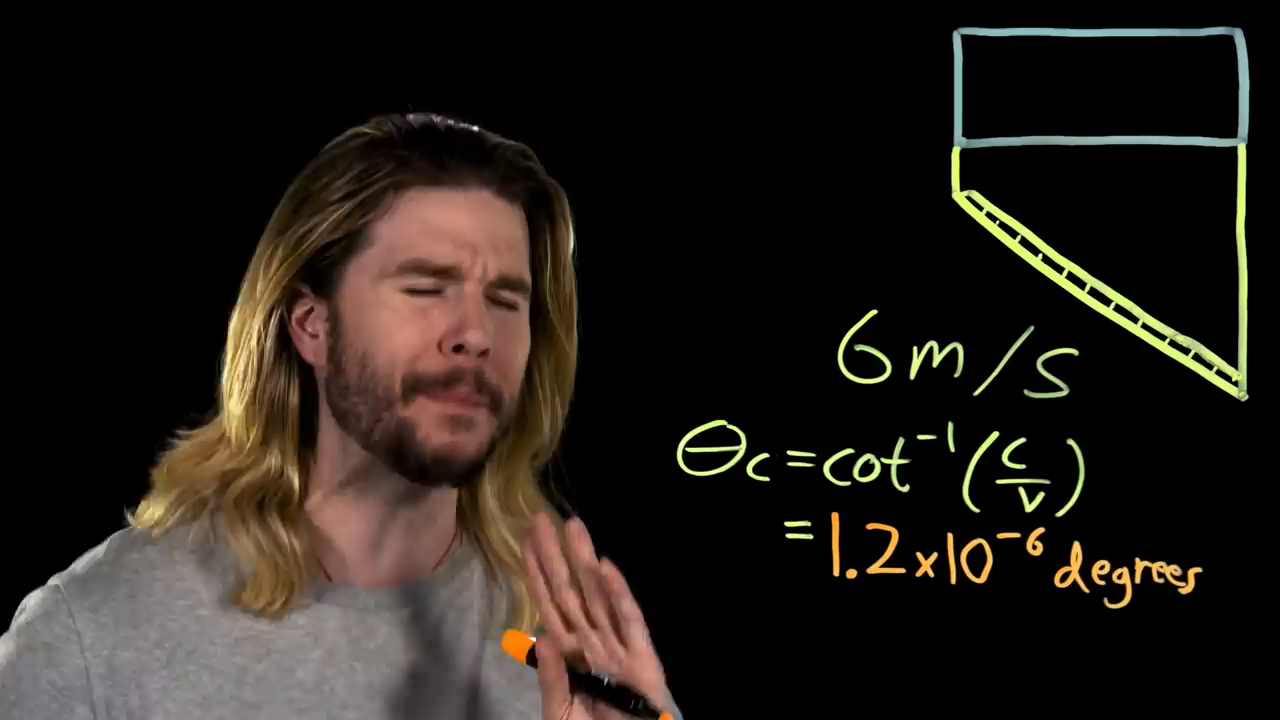 6 m/s
θc = cot⁻¹(c/v)
= 1.2×10⁻⁶ degrees